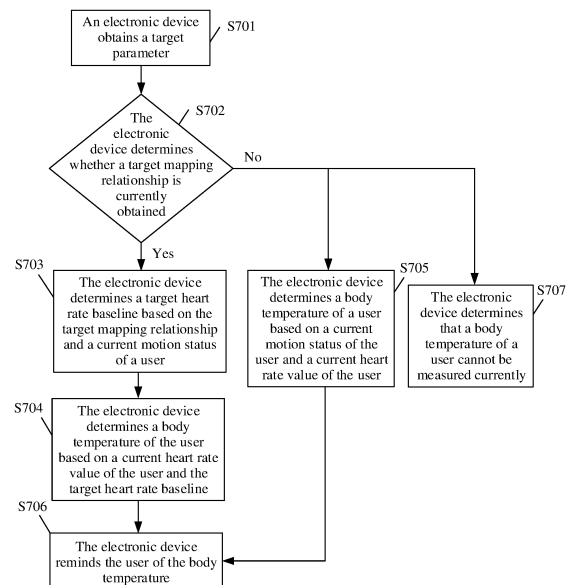 An electronic device
obtains a target
parameter
S701
S702
The
electronic
device determines
whether a target mapping
relationship is
currently
obtained
No
Yes
S703
The electronic device
determines a target heart
rate baseline based on the
target mapping relationship
and a current motion status
of a user
S705
The electronic device
determines a body
temperature of a user
based on a current
motion status of the
user and a current heart
rate value of the user
S707
The electronic
device determines
that a body
temperature of a
user cannot be
measured currently
S704
The electronic device
determines a body
temperature of the user
based on a current heart rate
value of the user and the
target heart rate baseline
S706
The electronic device
reminds the user of the body
temperature